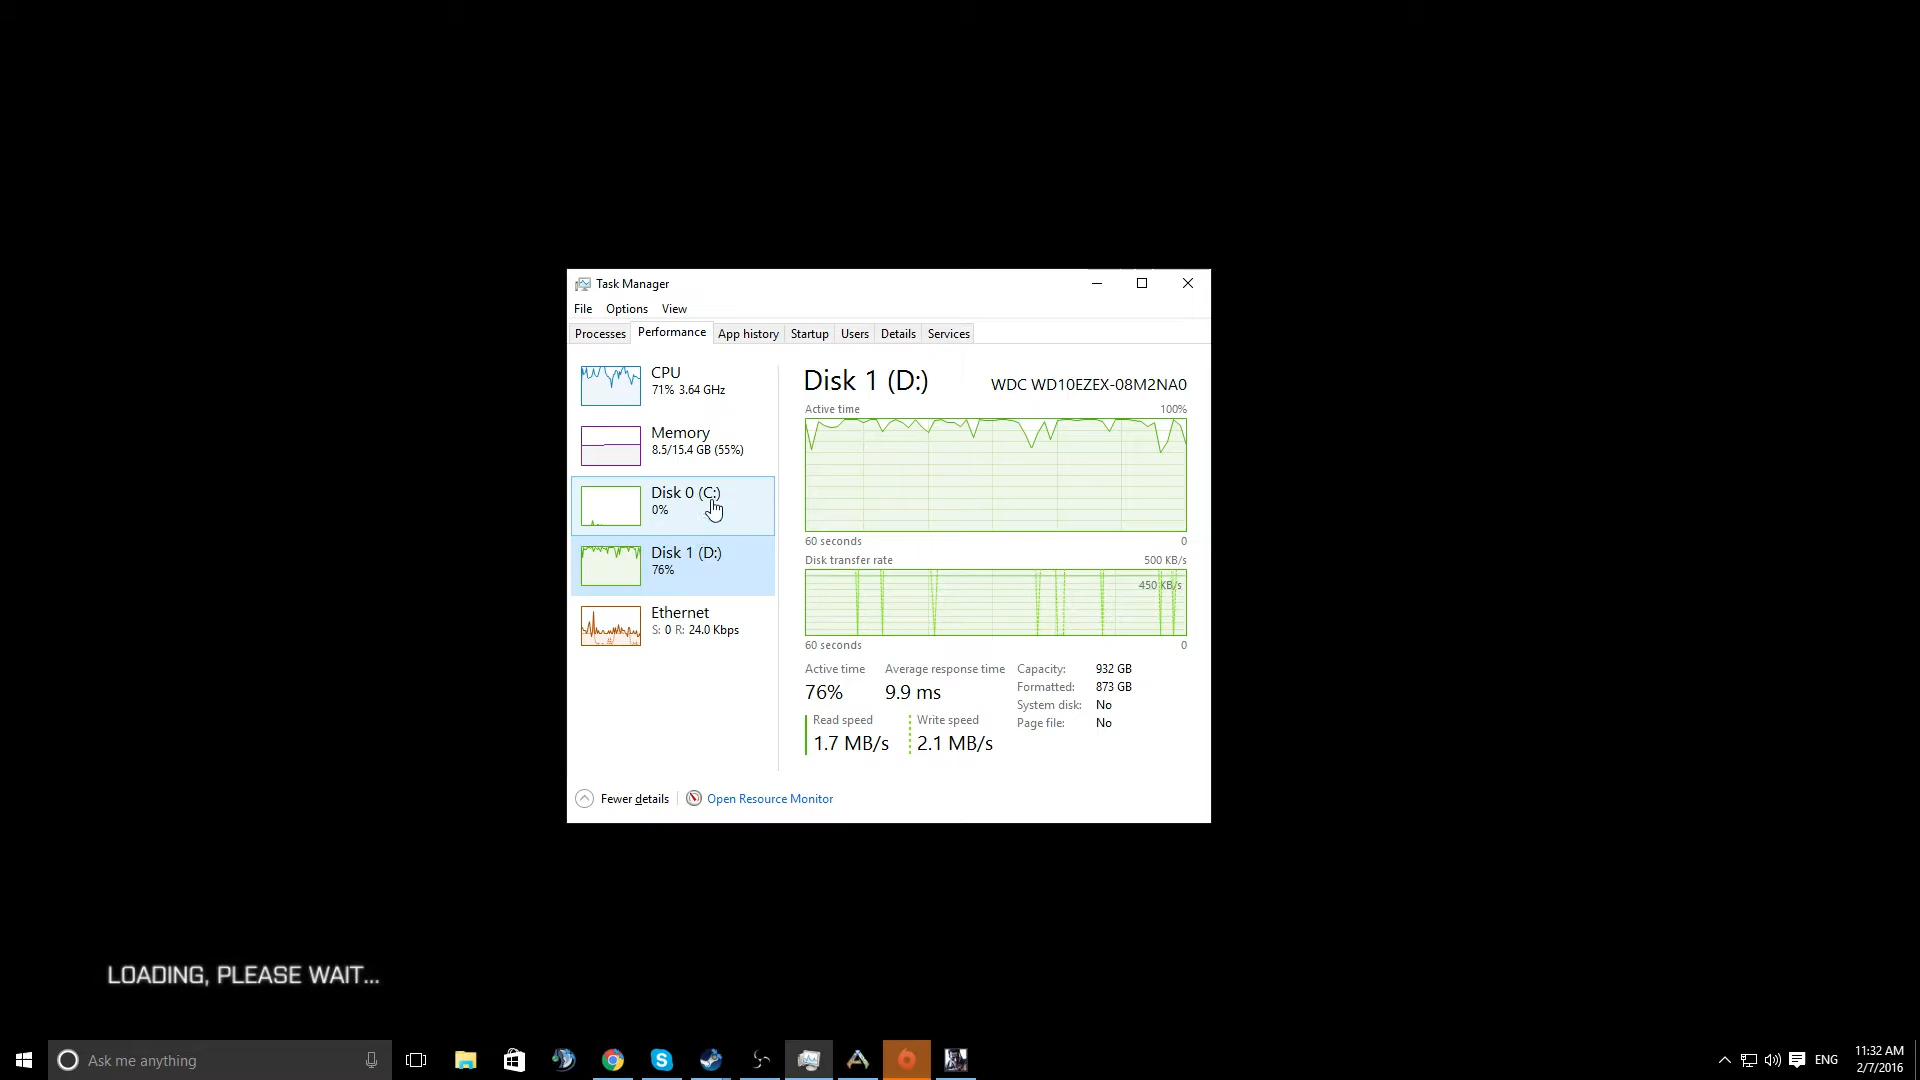 Task Manager
File Options View
Processes Performance App history Startup Users Details Services
CPU
71% 3.64 GHz
Memory
8.5/15.4 GB (55%)
Disk 0 (C:)
0%
Disk 1 (D:)
76%
Ethernet
S: 0 R: 24.0 Kbps
Disk 1 (D:) WDC WD10EZEX-08M2NA0
Active time 100%
60 seconds 0
Disk transfer rate 500 KB/s
450 KB/s
60 seconds 0
Active time Average response time
76% 9.9 ms
Read speed Write speed
1.7 MB/s 2.1 MB/s
Capacity: 932 GB
Formatted: 873 GB
System disk: No
Page file: No
Fewer details Open Resource Monitor
LOADING, PLEASE WAIT...
Ask me anything
ENG
11:32 AM
2/7/2016